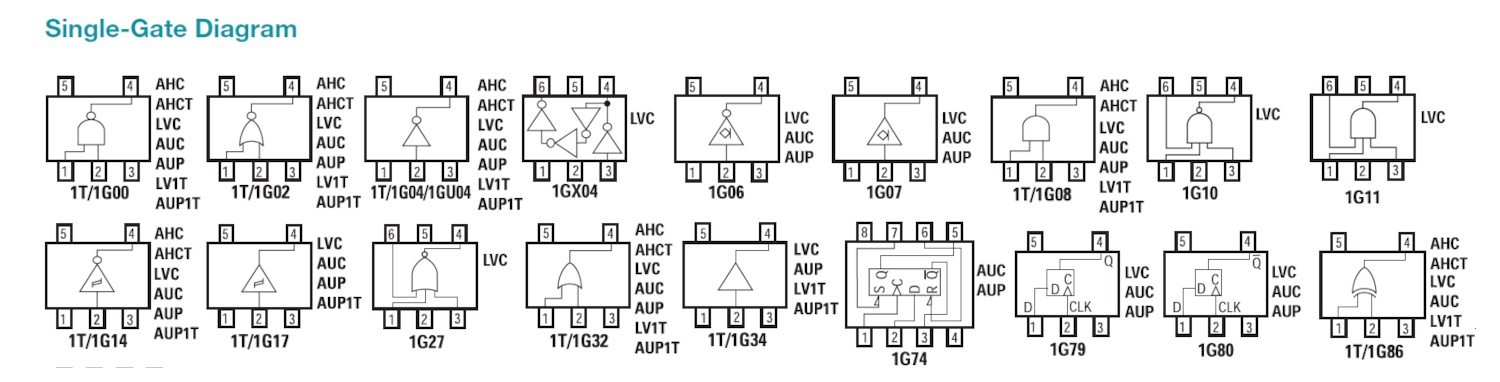 Single-Gate Diagram
5 4
1 2 3
1T/1G00
AHC
AHCT
LVC
AUC
AUP
LV1T
AUP1T
5 4
1 2 3
1T/1G02
AHC
AHCT
LVC
AUC
AUP
LV1T
AUP1T
5 4
1 2 3
1T/1G04/1GU04
AHC
AHCT
LVC
AUC
AUP
LV1T
AUP1T
6 5 4
1 2 3
1GX04
LVC
5 4
1 2 3
1G06
LVC
AUC
AUP
5 4
1 2 3
1G07
LVC
AUC
AUP
5 4
1 2 3
1T/1G08
AHC
AHCT
LVC
AUC
AUP
LV1T
AUP1T
6 5 4
1 2 3
1G10
LVC
6 5 4
1 2 3
1G11
LVC
5 4
1 2 3
1T/1G14
AHC
AHCT
LVC
AUC
AUP
AUP1T
5 4
1 2 3
1T/1G17
LVC
AUC
AUP
AUP1T
6 5 4
1 2 3
1G27
LVC
5 4
1 2 3
1T/1G32
AHC
AHCT
LVC
AUC
AUP
LV1T
AUP1T
5 4
1 2 3
1T/1G34
LVC
AUP
LV1T
AUP1T
8 7 6 5
Q Q̅
S C D R
1 2 3 4
1G74
AUC
AUP
5 4
Q
D C
D CLK
1 2 3
1G79
LVC
AUC
AUP
5 4
Q̅
D C
D CLK
1 2 3
1G80
LVC
AUC
AUP
5 4
1 2 3
1T/1G86
AHC
AHCT
LVC
AUC
LV1T
AUP1T